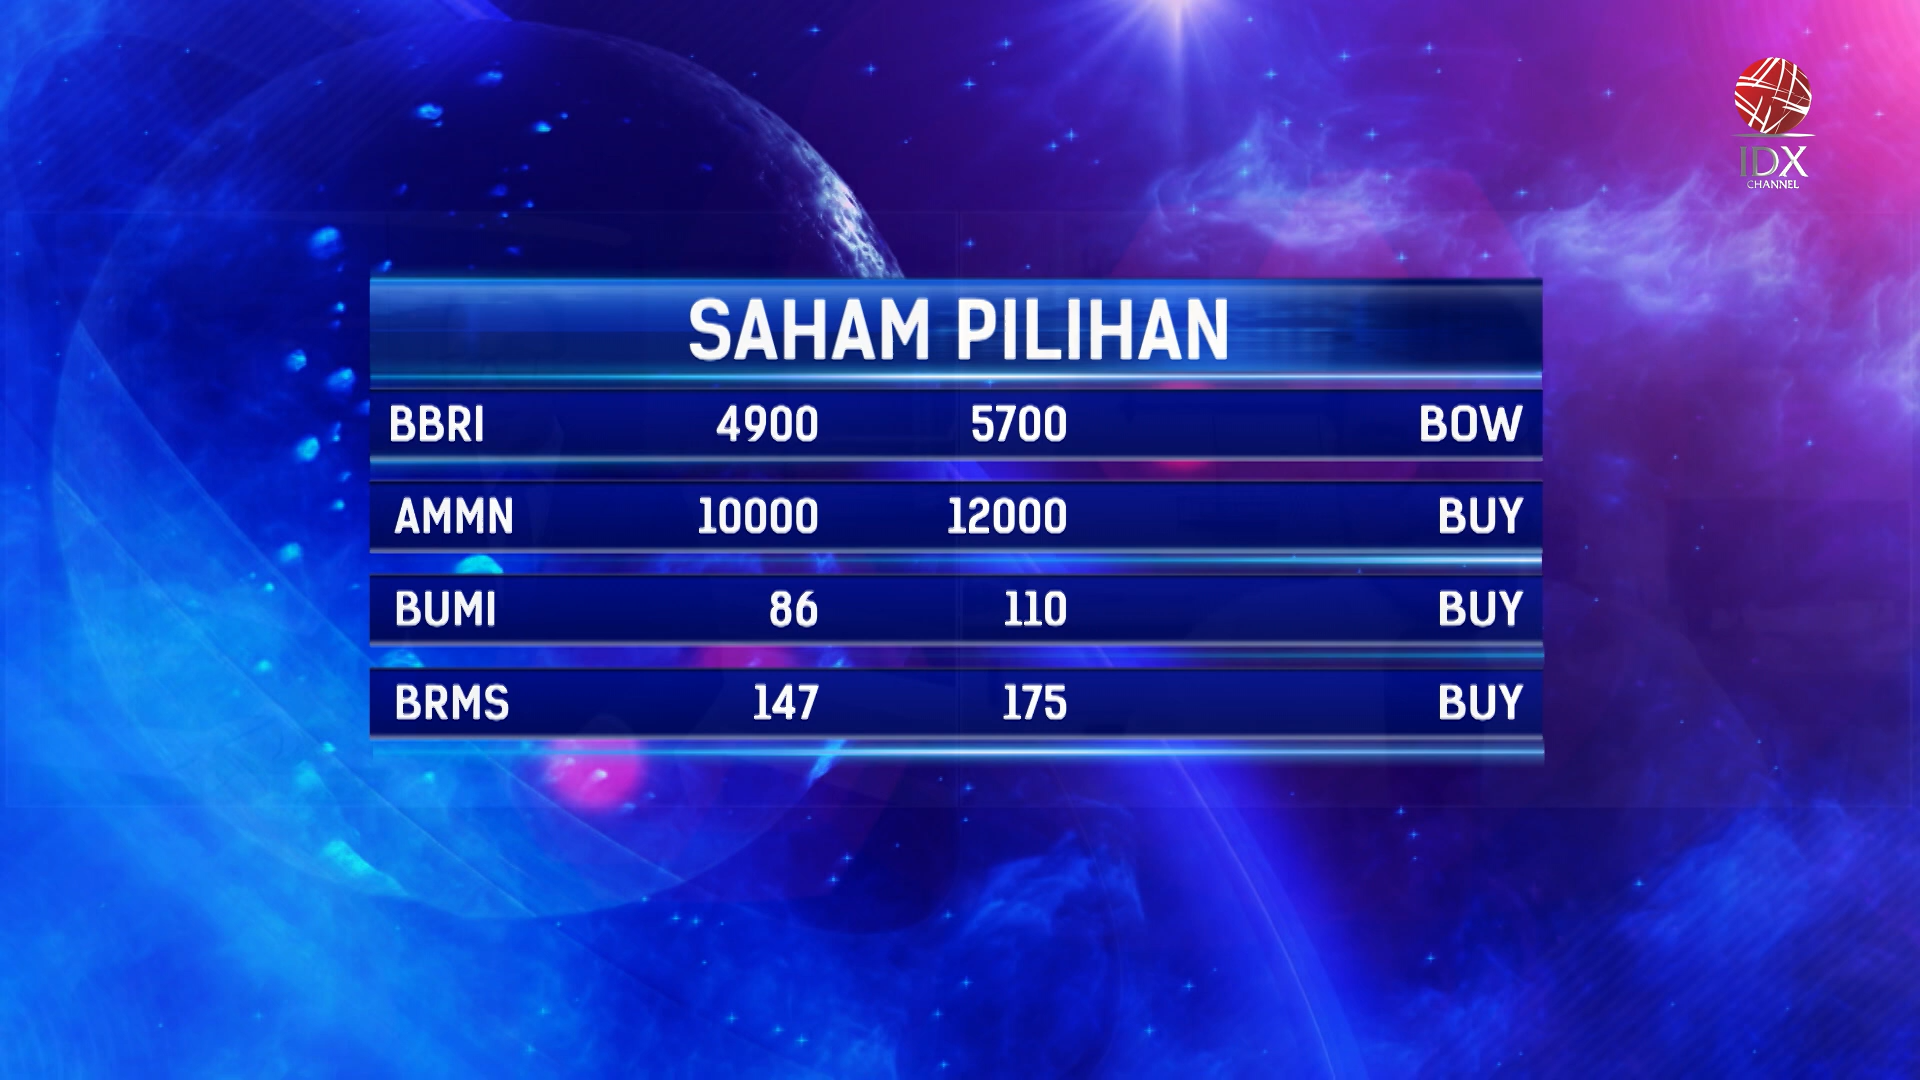 IDX
CHANNEL
SAHAM PILIHAN
BBRI 4900 5700 BOW
AMMN 10000 12000 BUY
BUMI 86 110 BUY
BRMS 147 175 BUY